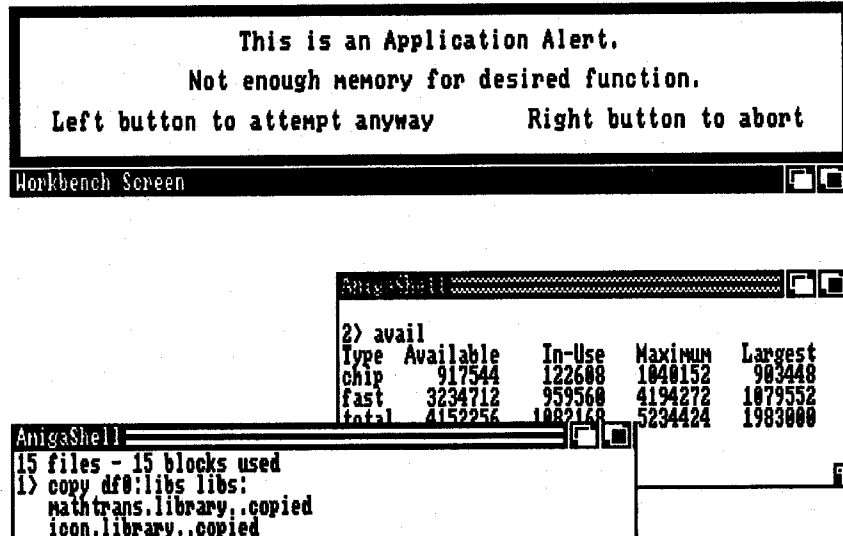 This is an Application Alert.
Not enough memory for desired function.
Left button to attempt anyway Right button to abort
Workbench Screen
AmigaShell
2> avail
Type Available In-Use Maximum Largest
chip 917544 122608 1040152 903448
fast 3234712 959560 4194272 1079552
total 4152256 1082168 5234424 1983000
AmigaShell
15 files - 15 blocks used
1> copy df0:libs libs:
mathtrans.library..copied
icon.library..copied